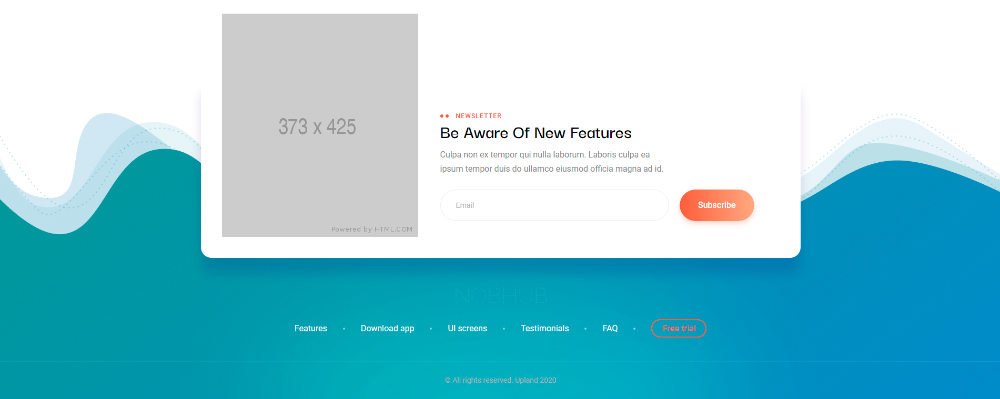 373 x 425
Powered by HTML.COM
NEWSLETTER
Be Aware Of New Features
Culpa non ex tempor qui nulla laborum. Laboris culpa ea
ipsum tempor duis do ullamco eiusmod officia magna ad id.
Email
Subscribe
NOBHUB
Features • Download app • UI screens • Testimonials • FAQ • Free trial
© All rights reserved. Upland 2020